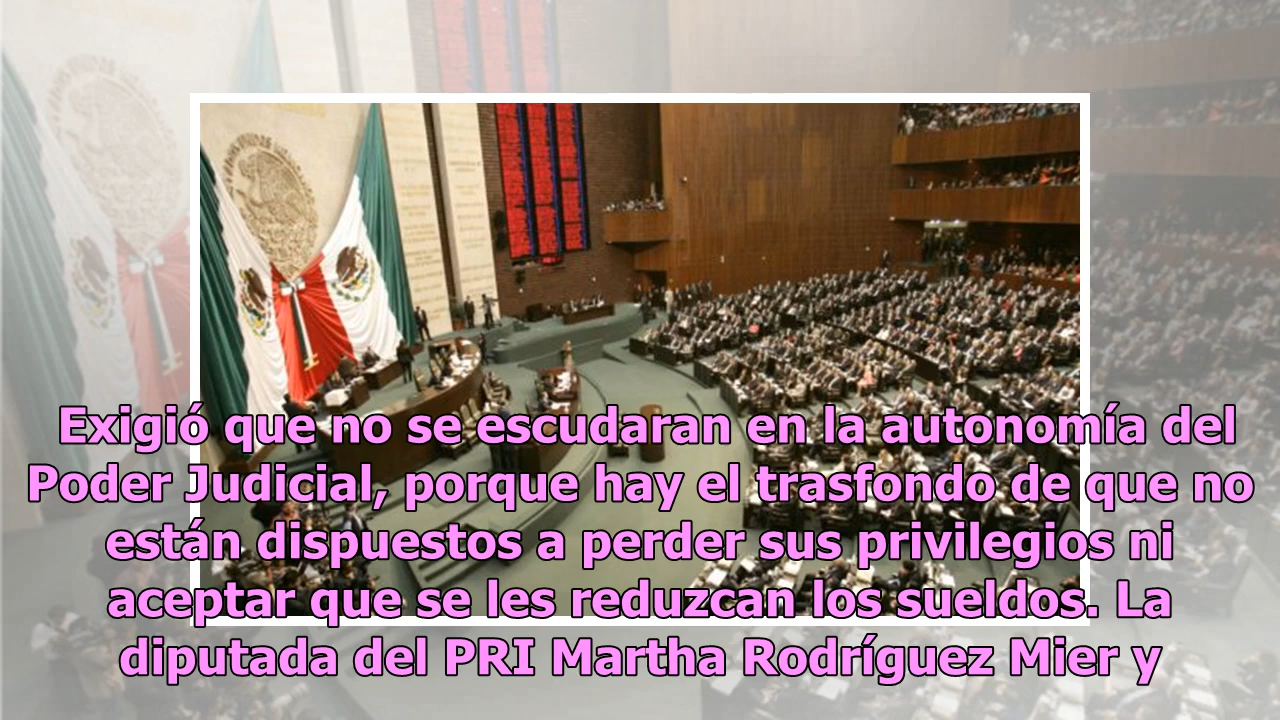 Exigió que no se escudaran en la autonomía del
Poder Judicial, porque hay el trasfondo de que no
están dispuestos a perder sus privilegios ni
aceptar que se les reduzcan los sueldos. La
diputada del PRI Martha Rodríguez Mier y